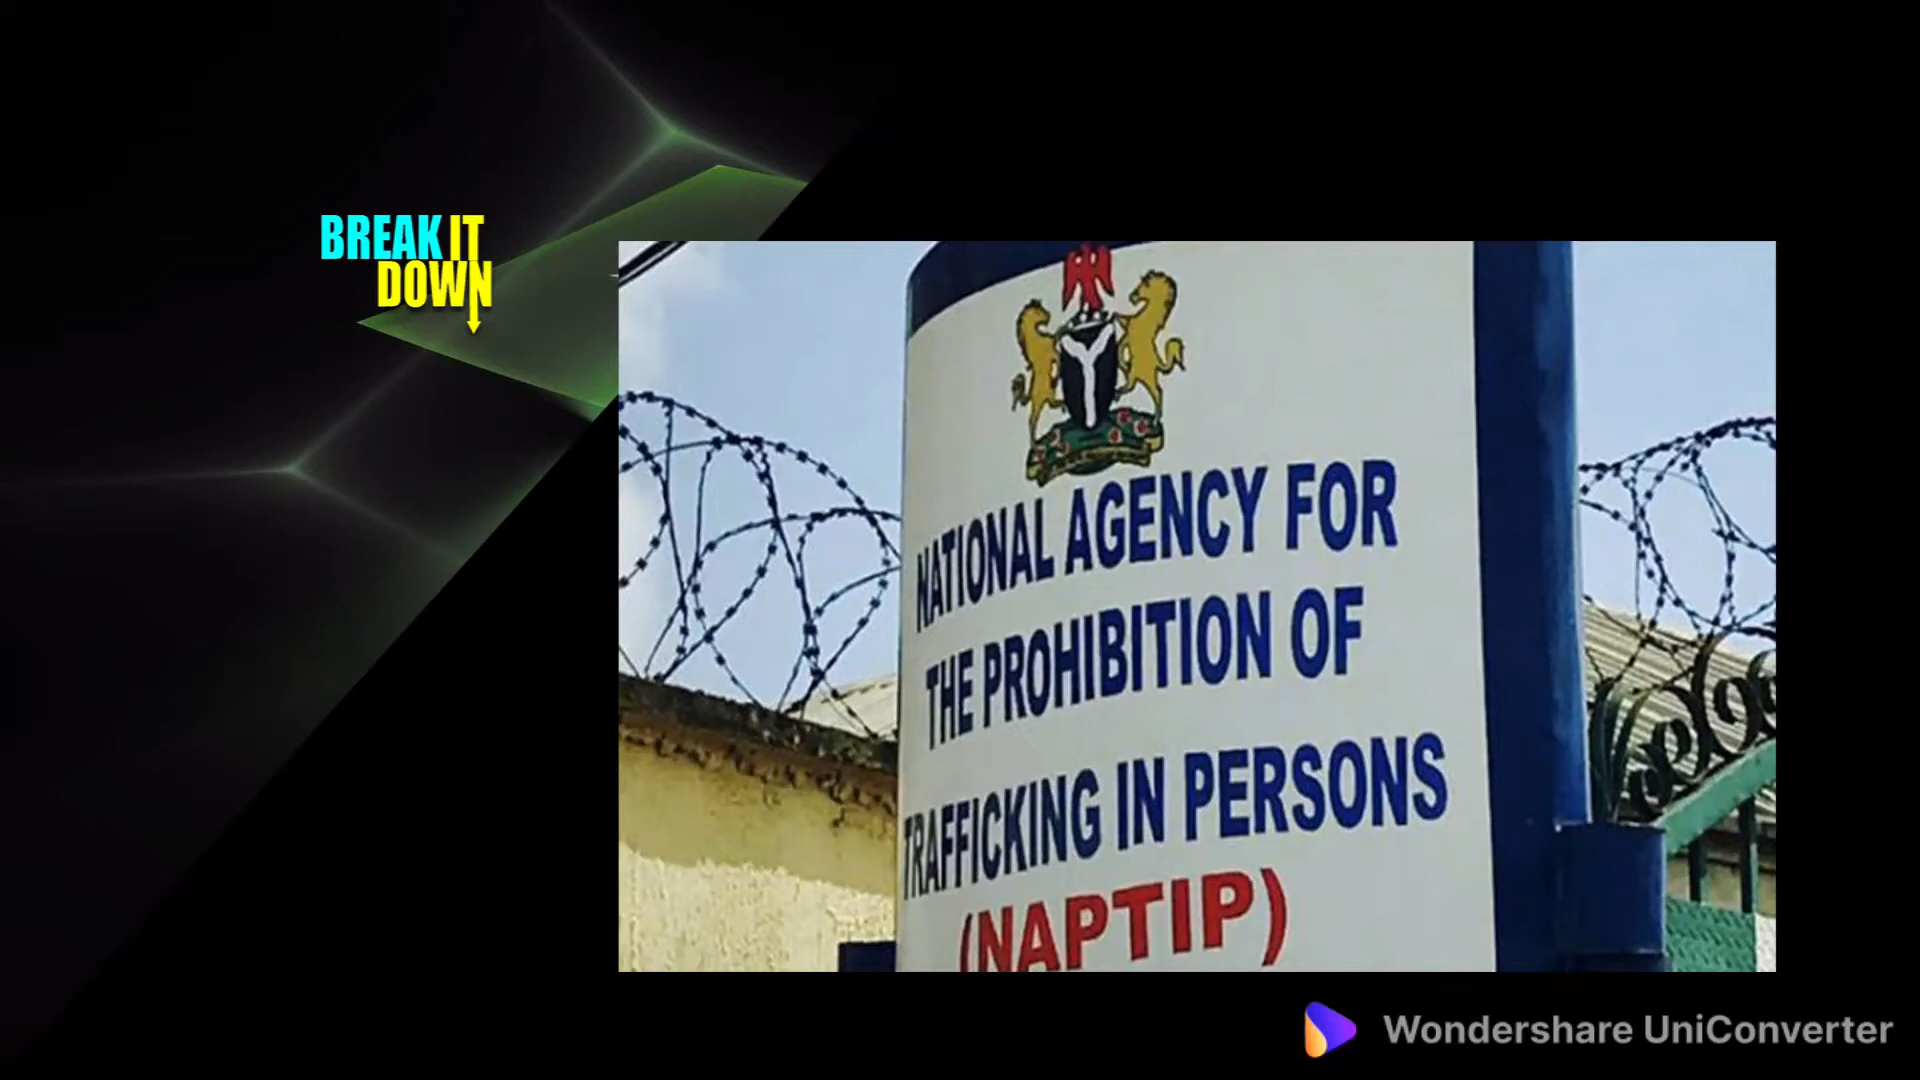 BREAK IT
DOWN
NATIONAL AGENCY FOR
THE PROHIBITION OF
TRAFFICKING IN PERSONS
(NAPTIP)
Wondershare UniConverter